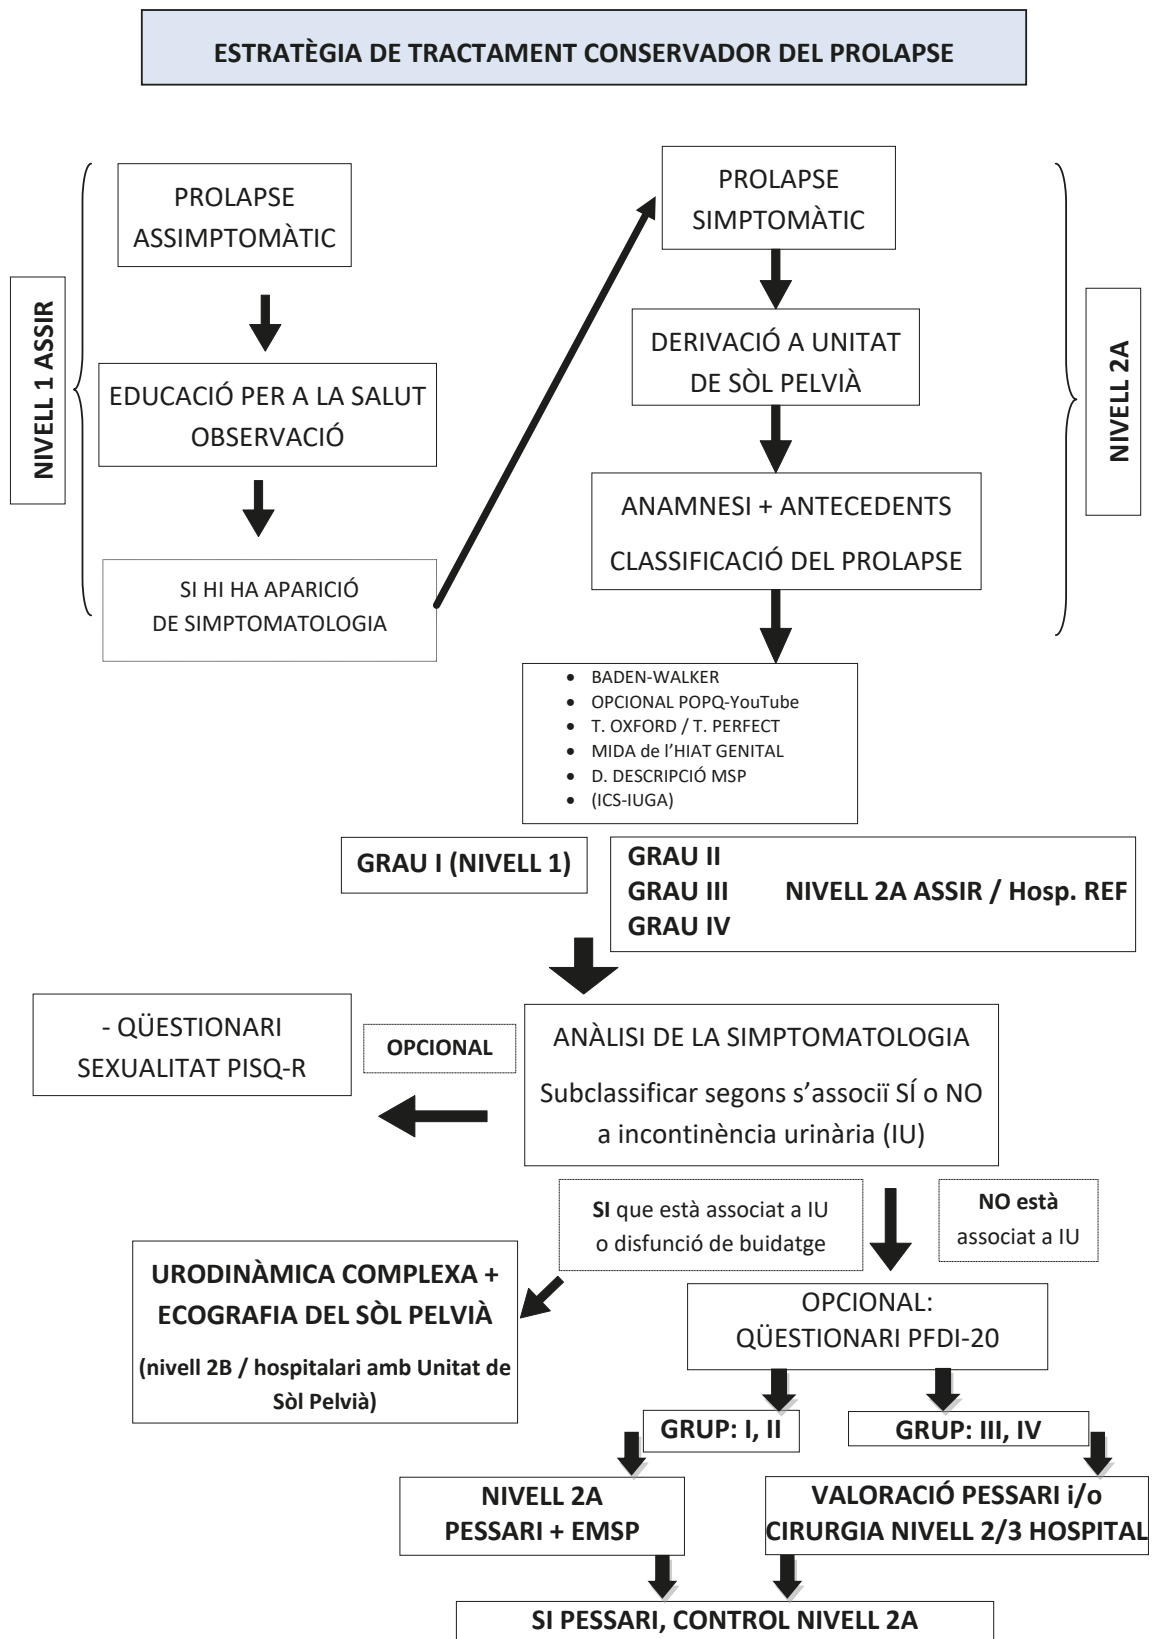 ESTRATÈGIA DE TRACTAMENT CONSERVADOR DEL PROLAPSE
NIVELL 1 ASSIR
PROLAPSE
ASSIMPTOMÀTIC
EDUCACIÓ PER A LA SALUT
OBSERVACIÓ
SI HI HA APARICIÓ
DE SIMPTOMATOLOGIA
PROLAPSE
SIMPTOMÀTIC
DERIVACIÓ A UNITAT
DE SÒL PELVIÀ
ANAMNESI + ANTECEDENTS
CLASSIFICACIÓ DEL PROLAPSE
NIVELL 2A
• BADEN-WALKER
• OPCIONAL POPQ-YouTube
• T. OXFORD / T. PERFECT
• MIDA de l’HIAT GENITAL
• D. DESCRIPCIÓ MSP
• (ICS-IUGA)
GRAU I (NIVELL 1)
GRAU II
GRAU III NIVELL 2A ASSIR / Hosp. REF
GRAU IV
- QÜESTIONARI
SEXUALITAT PISQ-R
OPCIONAL
ANÀLISI DE LA SIMPTOMATOLOGIA
Subclassificar segons s’associï SÍ o NO
a incontinència urinària (IU)
SI que està associat a IU
o disfunció de buidatge
NO està
associat a IU
URODINÀMICA COMPLEXA +
ECOGRAFIA DEL SÒL PELVIÀ
(nivell 2B / hospitalari amb Unitat de
Sòl Pelvià)
OPCIONAL:
QÜESTIONARI PFDI-20
GRUP: I, II
GRUP: III, IV
NIVELL 2A
PESSARI + EMSP
VALORACIÓ PESSARI i/o
CIRURGIA NIVELL 2/3 HOSPITAL
SI PESSARI, CONTROL NIVELL 2A